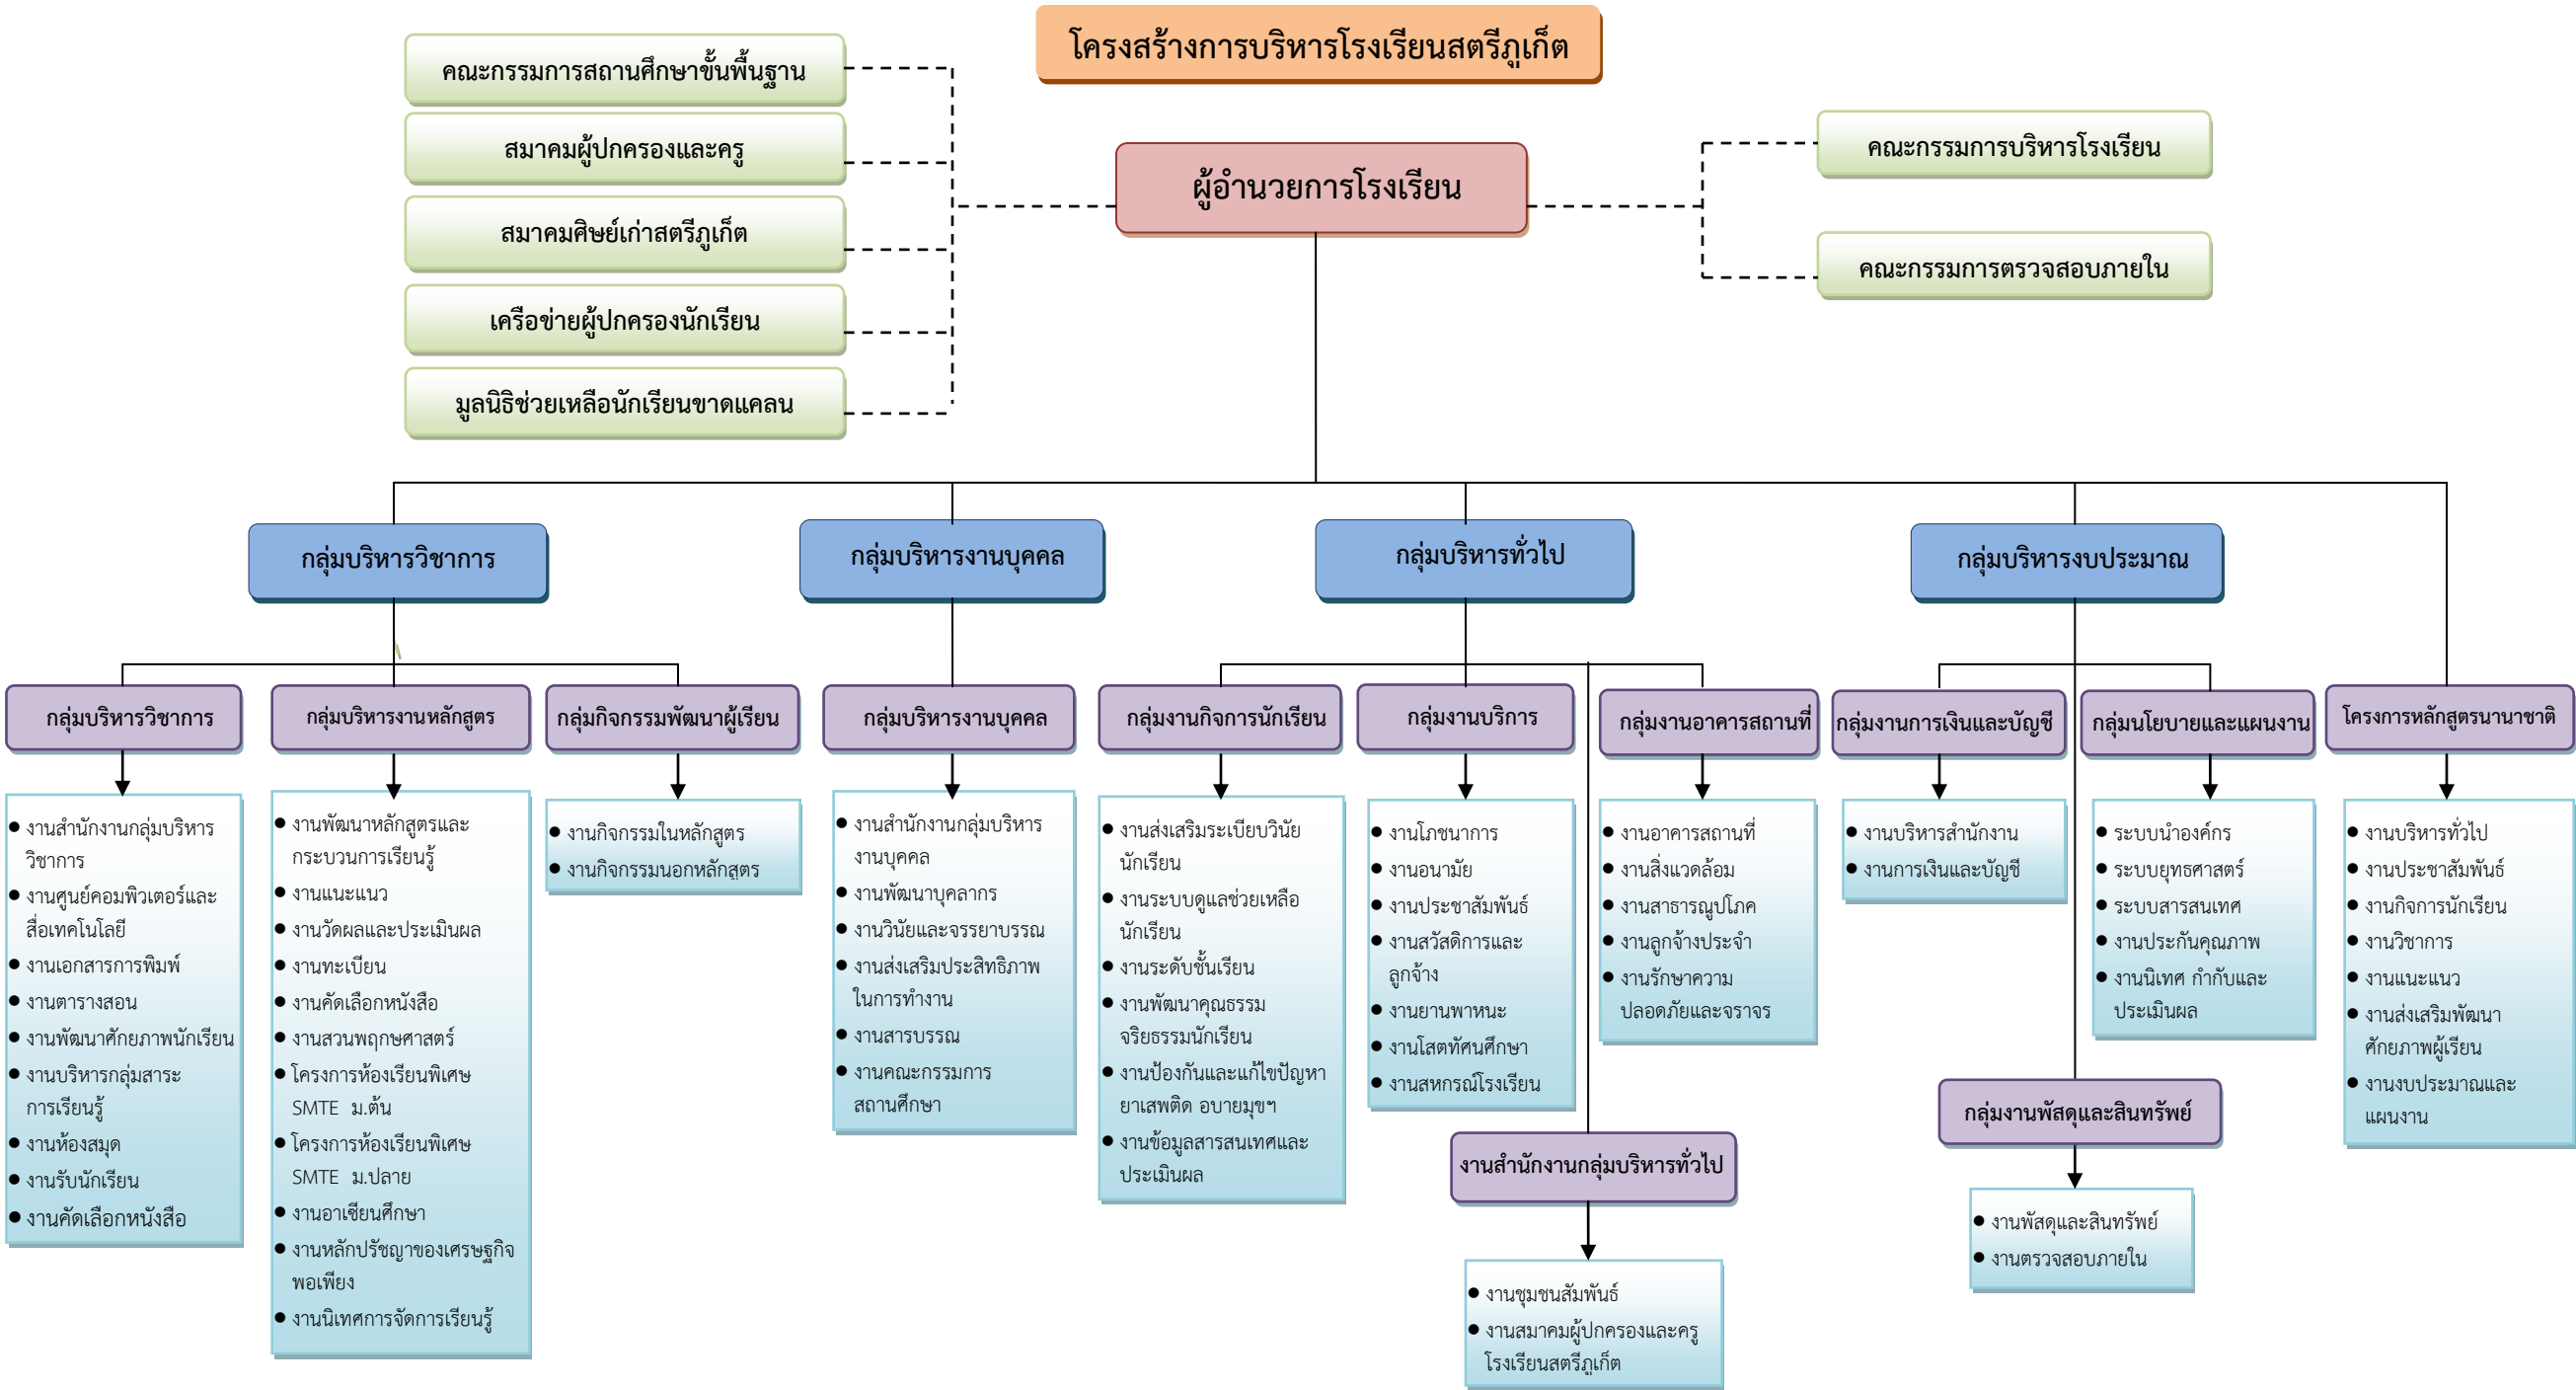 โครงสร้างการบริหารโรงเรียนสตรีภูเก็ต
คณะกรรมการสถานศึกษาขั้นพื้นฐาน
สมาคมผู้ปกครองและครู
สมาคมศิษย์เก่าสตรีภูเก็ต
เครือข่ายผู้ปกครองนักเรียน
มูลนิธิช่วยเหลือนักเรียนขาดแคลน
ผู้อำนวยการโรงเรียน
คณะกรรมการบริหารโรงเรียน
คณะกรรมการตรวจสอบภายใน
กลุ่มบริหารวิชาการ
กลุ่มบริหารงานบุคคล
กลุ่มบริหารทั่วไป
กลุ่มบริหารงบประมาณ
กลุ่มบริหารวิชาการ
● งานสำนักงานกลุ่มบริหาร
วิชาการ
● งานศูนย์คอมพิวเตอร์และ
สื่อเทคโนโลยี
● งานเอกสารการพิมพ์
● งานตารางสอน
● งานพัฒนาศักยภาพนักเรียน
● งานบริหารกลุ่มสาระ
การเรียนรู้
● งานห้องสมุด
● งานรับนักเรียน
● งานคัดเลือกหนังสือ
กลุ่มบริหารงานหลักสูตร
● งานพัฒนาหลักสูตรและ
กระบวนการเรียนรู้
● งานแนะแนว
● งานวัดผลและประเมินผล
● งานทะเบียน
● งานคัดเลือกหนังสือ
● งานสวนพฤกษศาสตร์
● โครงการห้องเรียนพิเศษ
SMTE ม.ต้น
● โครงการห้องเรียนพิเศษ
SMTE ม.ปลาย
● งานอาเซียนศึกษา
● งานหลักปรัชญาของเศรษฐกิจ
พอเพียง
● งานนิเทศการจัดการเรียนรู้
กลุ่มกิจกรรมพัฒนาผู้เรียน
● งานกิจกรรมในหลักสูตร
● งานกิจกรรมนอกหลักสูตร
กลุ่มบริหารงานบุคคล
● งานสำนักงานกลุ่มบริหาร
งานบุคคล
● งานพัฒนาบุคลากร
● งานวินัยและจรรยาบรรณ
● งานส่งเสริมประสิทธิภาพ
ในการทำงาน
● งานสารบรรณ
● งานคณะกรรมการ
สถานศึกษา
กลุ่มงานกิจการนักเรียน
● งานส่งเสริมระเบียบวินัย
นักเรียน
● งานระบบดูแลช่วยเหลือ
นักเรียน
● งานระดับชั้นเรียน
● งานพัฒนาคุณธรรม
จริยธรรมนักเรียน
● งานป้องกันและแก้ไขปัญหา
ยาเสพติด อบายมุขฯ
● งานข้อมูลสารสนเทศและ
ประเมินผล
กลุ่มงานบริการ
● งานโภชนาการ
● งานอนามัย
● งานประชาสัมพันธ์
● งานสวัสดิการและ
ลูกจ้าง
● งานยานพาหนะ
● งานโสตทัศนศึกษา
● งานสหกรณ์โรงเรียน
กลุ่มงานอาคารสถานที่
● งานอาคารสถานที่
● งานสิ่งแวดล้อม
● งานสาธารณูปโภค
● งานลูกจ้างประจำ
● งานรักษาความ
ปลอดภัยและจราจร
งานสำนักงานกลุ่มบริหารทั่วไป
● งานชุมชนสัมพันธ์
● งานสมาคมผู้ปกครองและครู
โรงเรียนสตรีภูเก็ต
กลุ่มงานการเงินและบัญชี
● งานบริหารสำนักงาน
● งานการเงินและบัญชี
กลุ่มนโยบายและแผนงาน
● ระบบนำองค์กร
● ระบบยุทธศาสตร์
● ระบบสารสนเทศ
● งานประกันคุณภาพ
● งานนิเทศ กำกับและ
ประเมินผล
กลุ่มงานพัสดุและสินทรัพย์
● งานพัสดุและสินทรัพย์
● งานตรวจสอบภายใน
โครงการหลักสูตรนานาชาติ
● งานบริหารทั่วไป
● งานประชาสัมพันธ์
● งานกิจการนักเรียน
● งานวิชาการ
● งานแนะแนว
● งานส่งเสริมพัฒนา
ศักยภาพผู้เรียน
● งานงบประมาณและ
แผนงาน